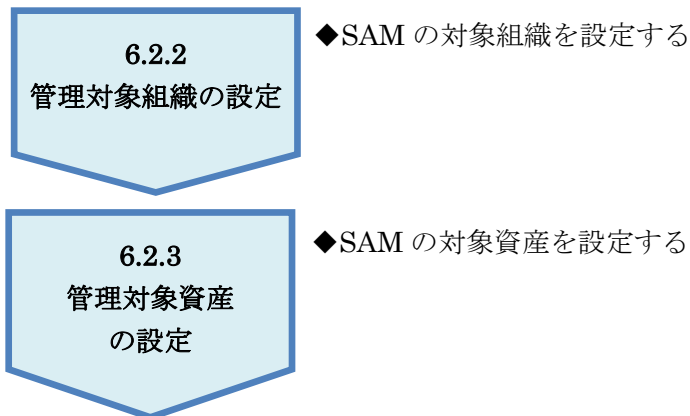 6.2.2
管理対象組織の設定
◆SAM の対象組織を設定する
6.2.3
管理対象資産
の設定
◆SAM の対象資産を設定する